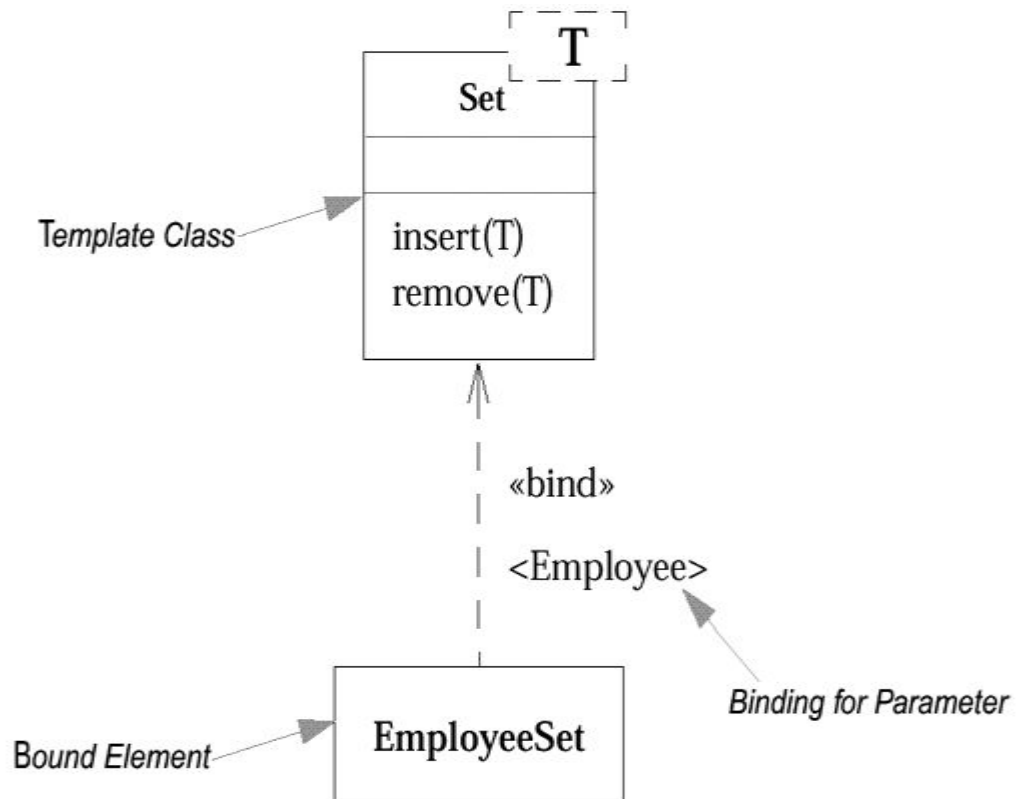 T
Set
Template Class
insert(T)
remove(T)
«bind»
<Employee>
Binding for Parameter
EmployeeSet
Bound Element